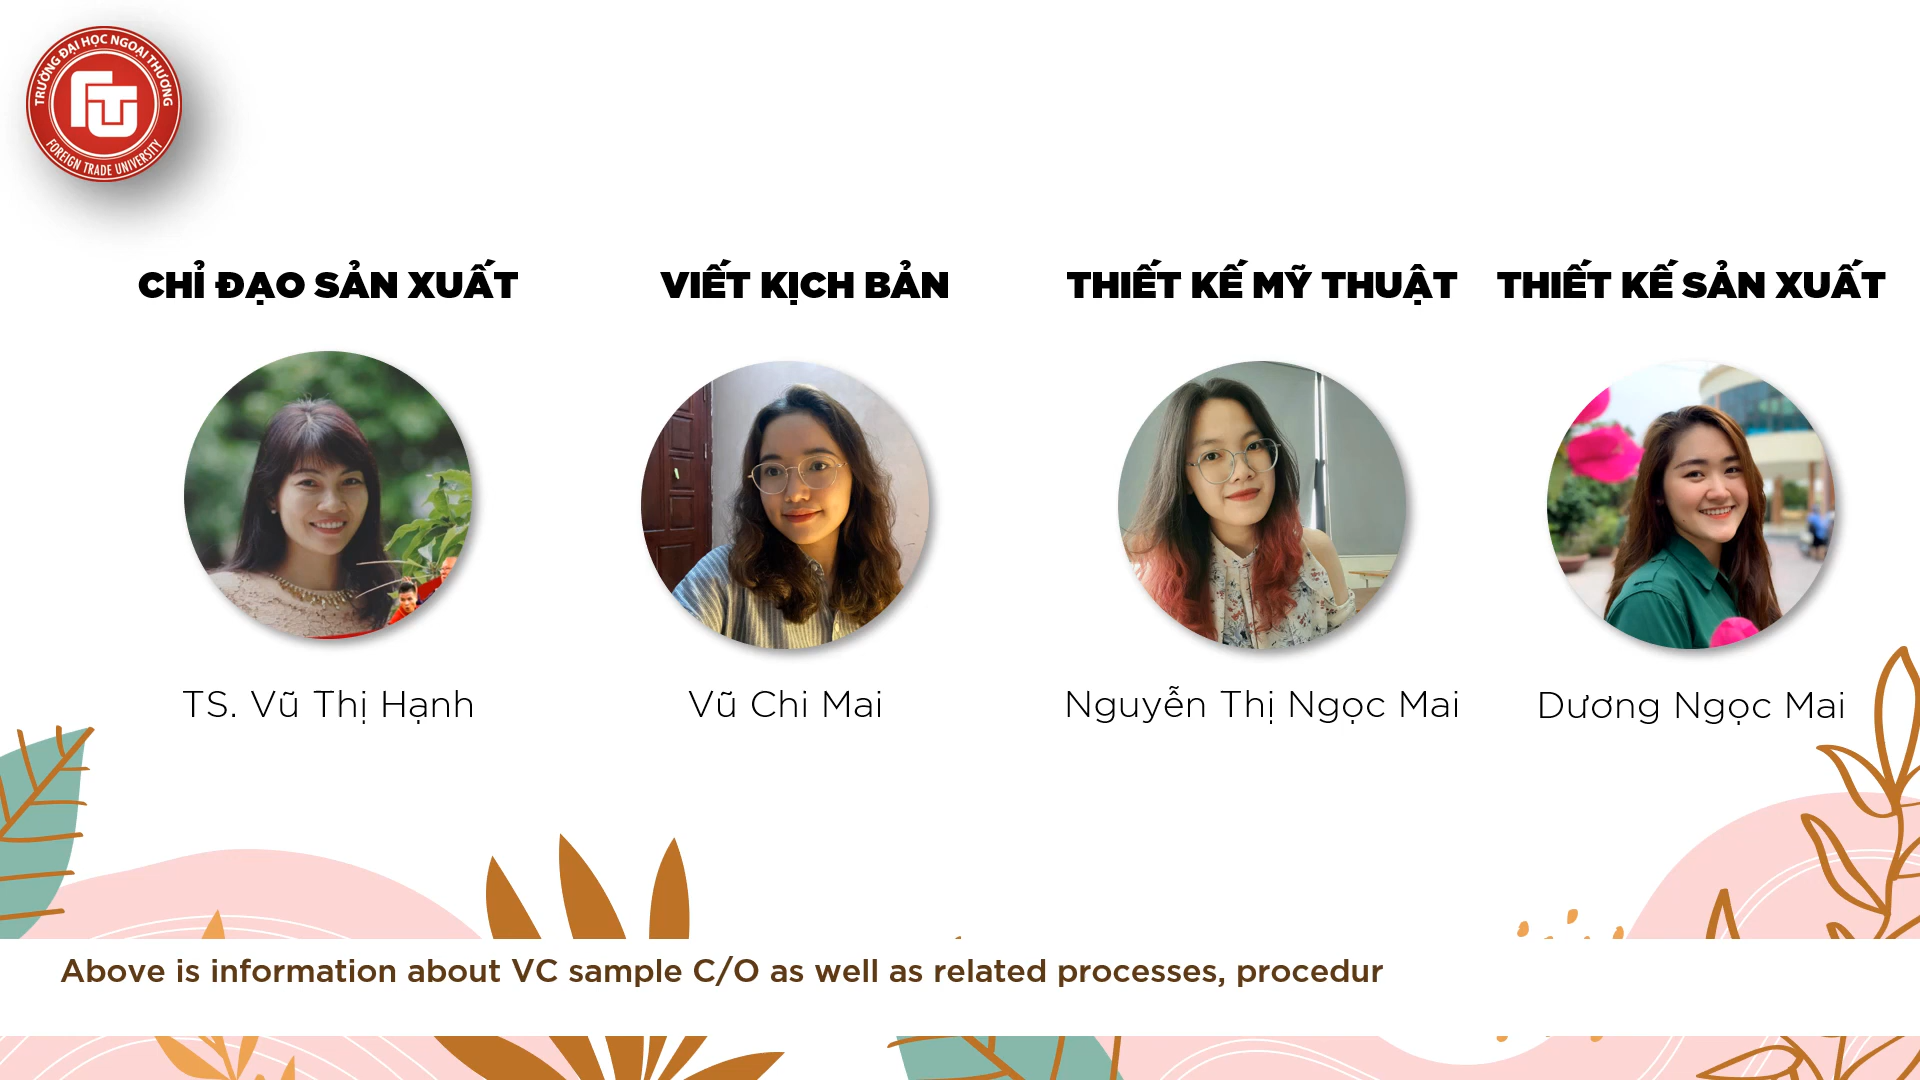 TRƯỜNG ĐẠI HỌC NGOẠI THƯƠNG
FTU
FOREIGN TRADE UNIVERSITY
CHỈ ĐẠO SẢN XUẤT
VIẾT KỊCH BẢN
THIẾT KẾ MỸ THUẬT
THIẾT KẾ SẢN XUẤT
TS. Vũ Thị Hạnh
Vũ Chi Mai
Nguyễn Thị Ngọc Mai
Dương Ngọc Mai
Above is information about VC sample C/O as well as related processes, procedur